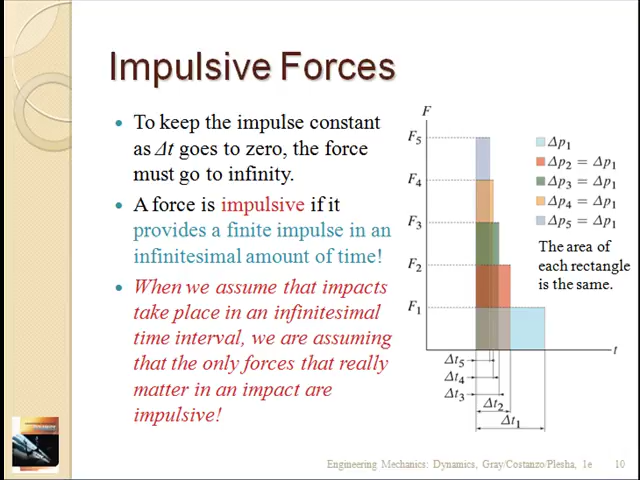 Impulsive Forces
• To keep the impulse constant
as Δt goes to zero, the force
must go to infinity.
• A force is impulsive if it
provides a finite impulse in an
infinitesimal amount of time!
• When we assume that impacts
take place in an infinitesimal
time interval, we are assuming
that the only forces that really
matter in an impact are
impulsive!
F
F5
F4
F3
F2
F1
t
Δt5
Δt4
Δt3
Δt2
Δt1
Δp1
Δp2 = Δp1
Δp3 = Δp1
Δp4 = Δp1
Δp5 = Δp1
The area of
each rectangle
is the same.
Engineering Mechanics: Dynamics, Gray/Costanzo/Plesha, 1e 10